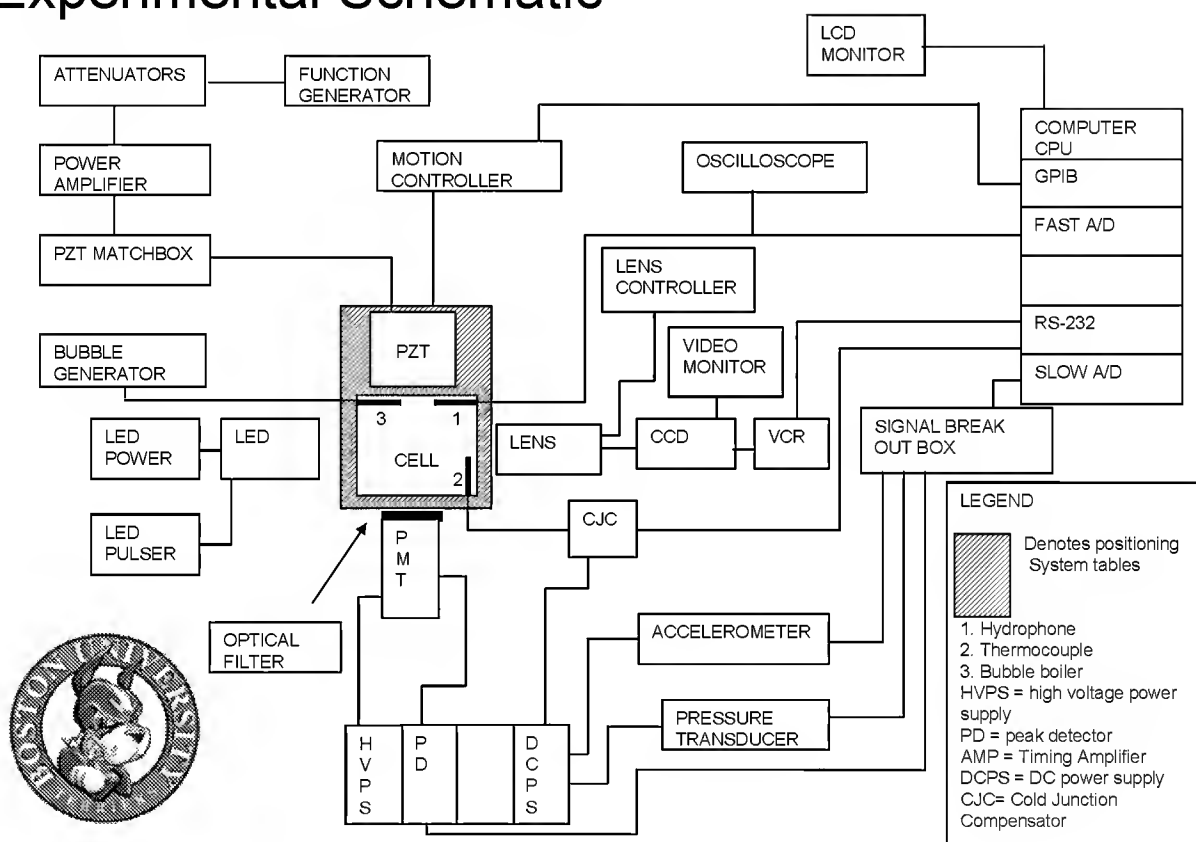 Experimental Schematic
LCD
MONITOR
ATTENUATORS
FUNCTION
GENERATOR
COMPUTER
CPU
POWER
AMPLIFIER
MOTION
CONTROLLER
OSCILLOSCOPE
GPIB
FAST A/D
PZT MATCHBOX
LENS
CONTROLLER
RS-232
BUBBLE
GENERATOR
PZT
VIDEO
MONITOR
SLOW A/D
3
1
LED
POWER
LED
CELL
2
LENS
CCD
VCR
SIGNAL BREAK
OUT BOX
LED
PULSER
P
M
T
CJC
OPTICAL
FILTER
ACCELEROMETER
PRESSURE
TRANSDUCER
H
V
P
S
P
D
D
C
P
S
BOSTON UNIVERSITY
LEGEND
Denotes positioning
System tables
1. Hydrophone
2. Thermocouple
3. Bubble boiler
HVPS = high voltage power
supply
PD = peak detector
AMP = Timing Amplifier
DCPS = DC power supply
CJC= Cold Junction
Compensator